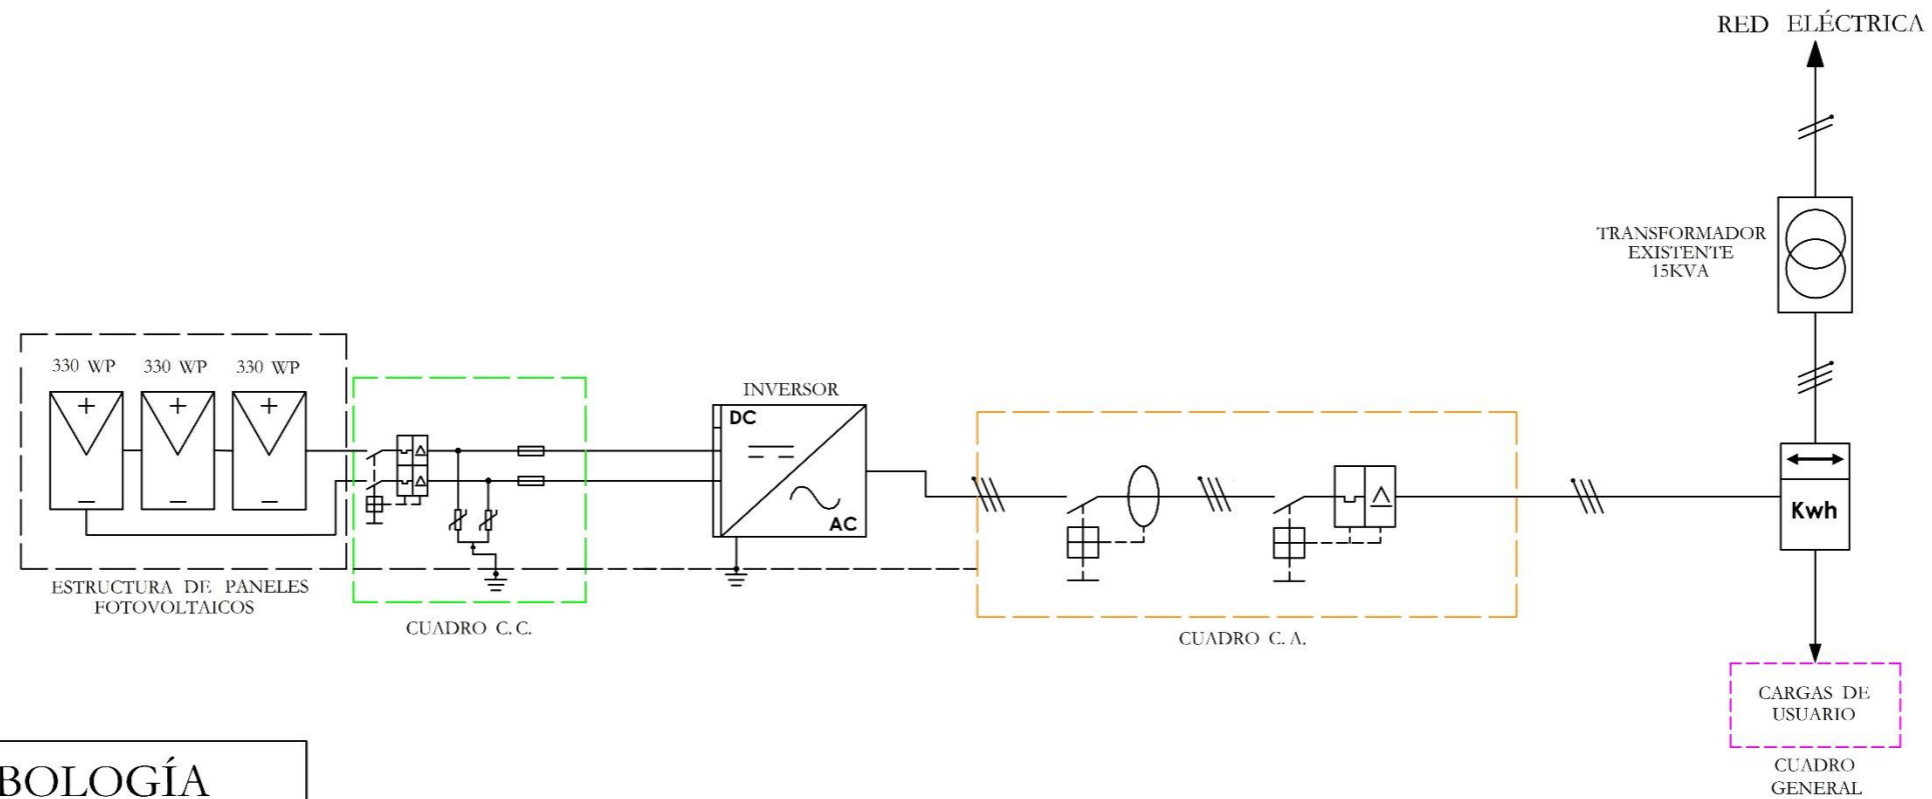 RED ELÉCTRICA
TRANSFORMADOR
EXISTENTE
15KVA
330 WP
330 WP
330 WP
INVERSOR
DC
AC
Kwh
ESTRUCTURA DE PANELES
FOTOVOLTAICOS
CUADRO C. C.
CUADRO C. A.
CARGAS DE
USUARIO
CUADRO
GENERAL
BOLOGÍA